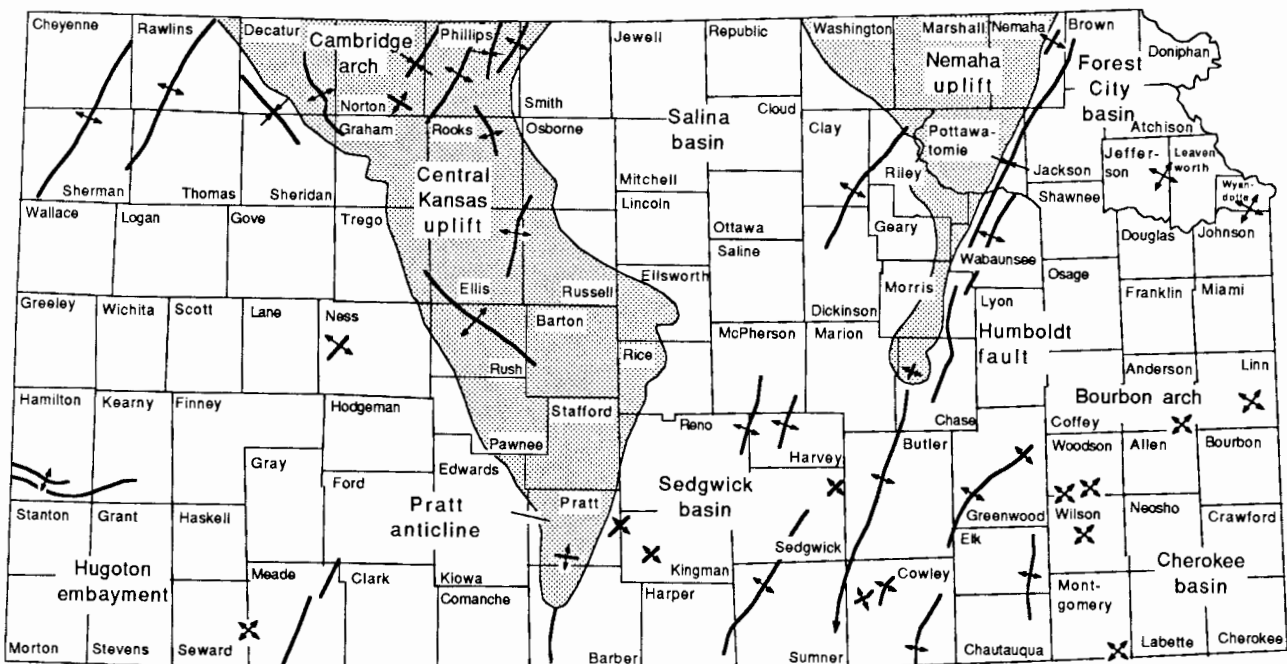 Cheyenne
Rawlins
Decatur
Cambridge
arch
Phillips
Norton
Smith
Jewell
Republic
Cloud
Washington
Marshall
Nemaha
Nemaha
uplift
Brown
Doniphan
Forest
City
basin
Atchison
Sherman
Thomas
Sheridan
Graham
Rooks
Osborne
Mitchell
Salina
basin
Clay
Riley
Pottawa-
tomie
Jackson
Shawnee
Jeffer-
son
Leaven
worth
Wyan-
dotte
Central
Kansas
uplift
Wallace
Logan
Gove
Trego
Ellis
Russell
Lincoln
Ottawa
Saline
Ellsworth
Geary
Wabaunsee
Douglas
Johnson
Osage
Dickinson
Morris
Lyon
Franklin
Miami
Greeley
Wichita
Scott
Lane
Ness
Rush
Barton
Rice
McPherson
Marion
Humboldt
fault
Chase
Anderson
Linn
Bourbon arch
Coffey
Hamilton
Kearny
Finney
Hodgeman
Pawnee
Stafford
Reno
Harvey
Butler
Woodson
Allen
Bourbon
Gray
Ford
Edwards
Pratt
anticline
Pratt
Sedgwick
basin
Sedgwick
Greenwood
Wilson
Neosho
Crawford
Stanton
Grant
Haskell
Elk
Hugoton
embayment
Meade
Clark
Kiowa
Comanche
Kingman
Harper
Cowley
Mont-
gomery
Cherokee
basin
Morton
Stevens
Seward
Barber
Sumner
Chautauqua
Labette
Cherokee